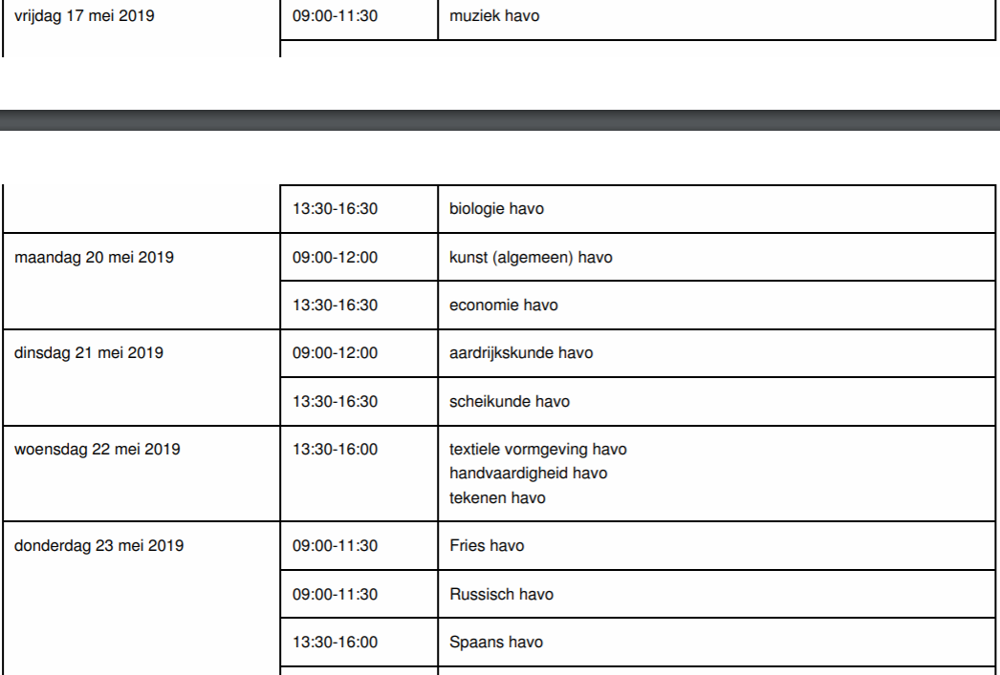 vrijdag 17 mei 2019 09:00-11:30 muziek havo
13:30-16:30 biologie havo
maandag 20 mei 2019 09:00-12:00 kunst (algemeen) havo
13:30-16:30 economie havo
dinsdag 21 mei 2019 09:00-12:00 aardrijkskunde havo
13:30-16:30 scheikunde havo
woensdag 22 mei 2019 13:30-16:00 textiele vormgeving havo
handvaardigheid havo
tekenen havo
donderdag 23 mei 2019 09:00-11:30 Fries havo
09:00-11:30 Russisch havo
13:30-16:00 Spaans havo